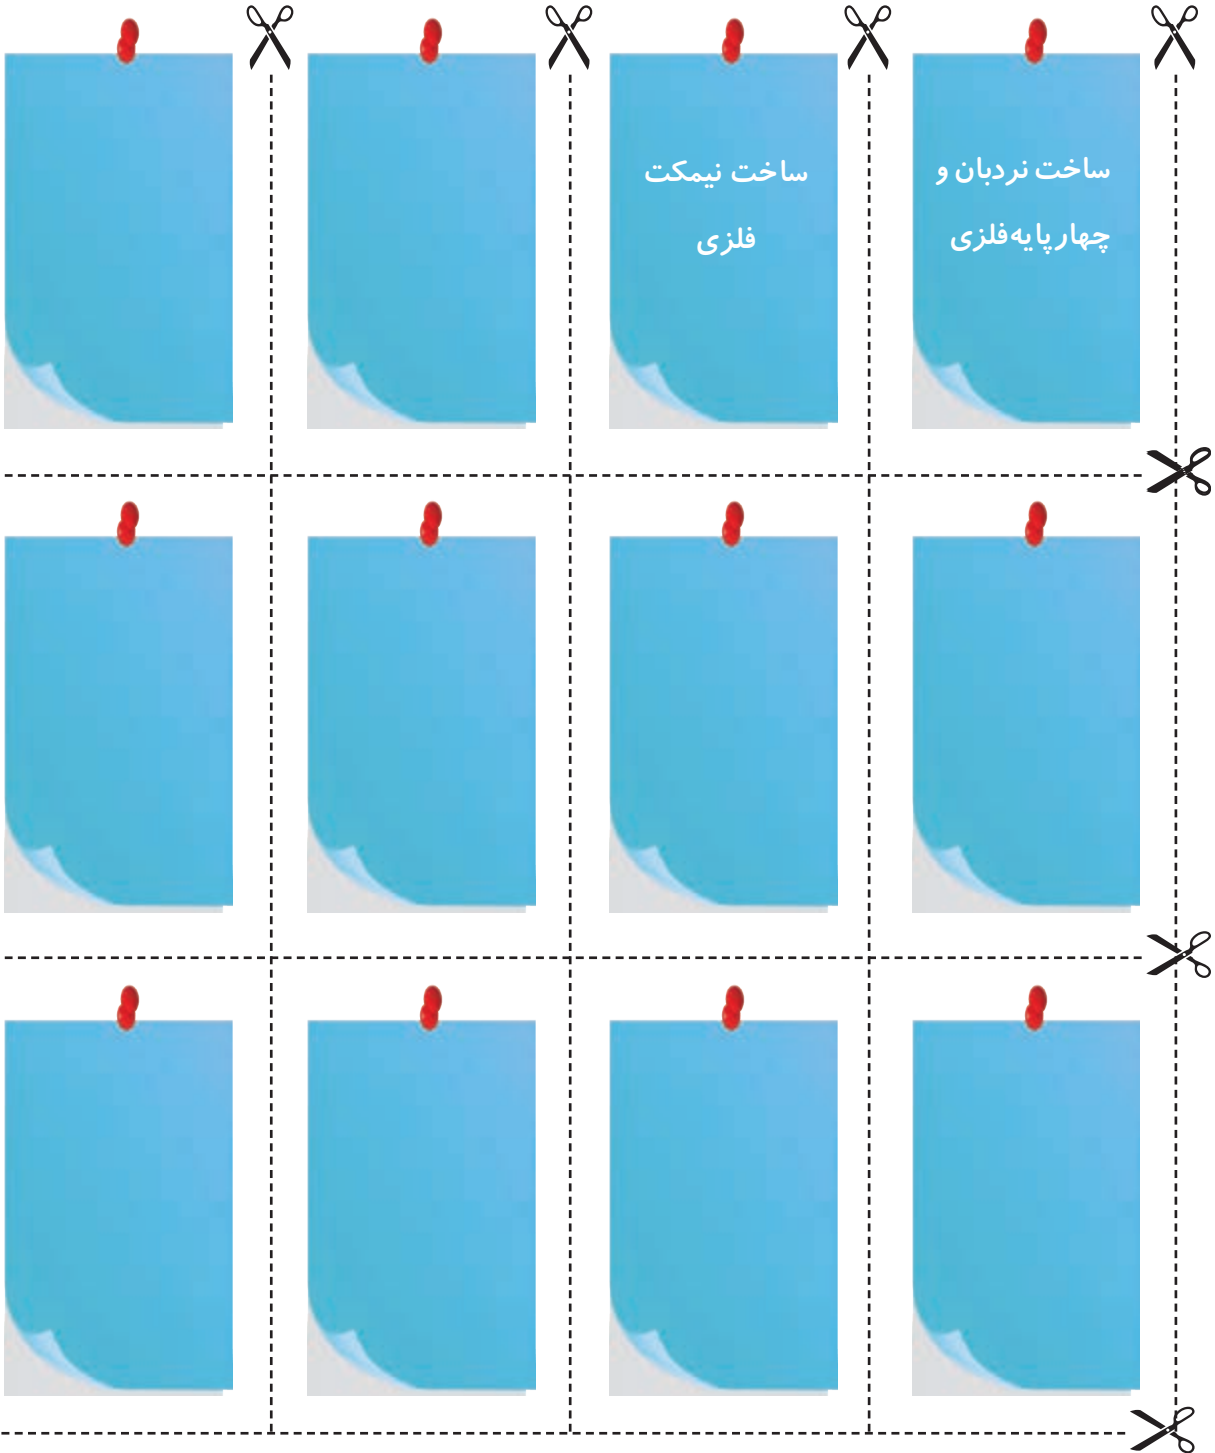 ساخت نردبان و
چهارپایه فلزی
ساخت نیمکت
فلزی